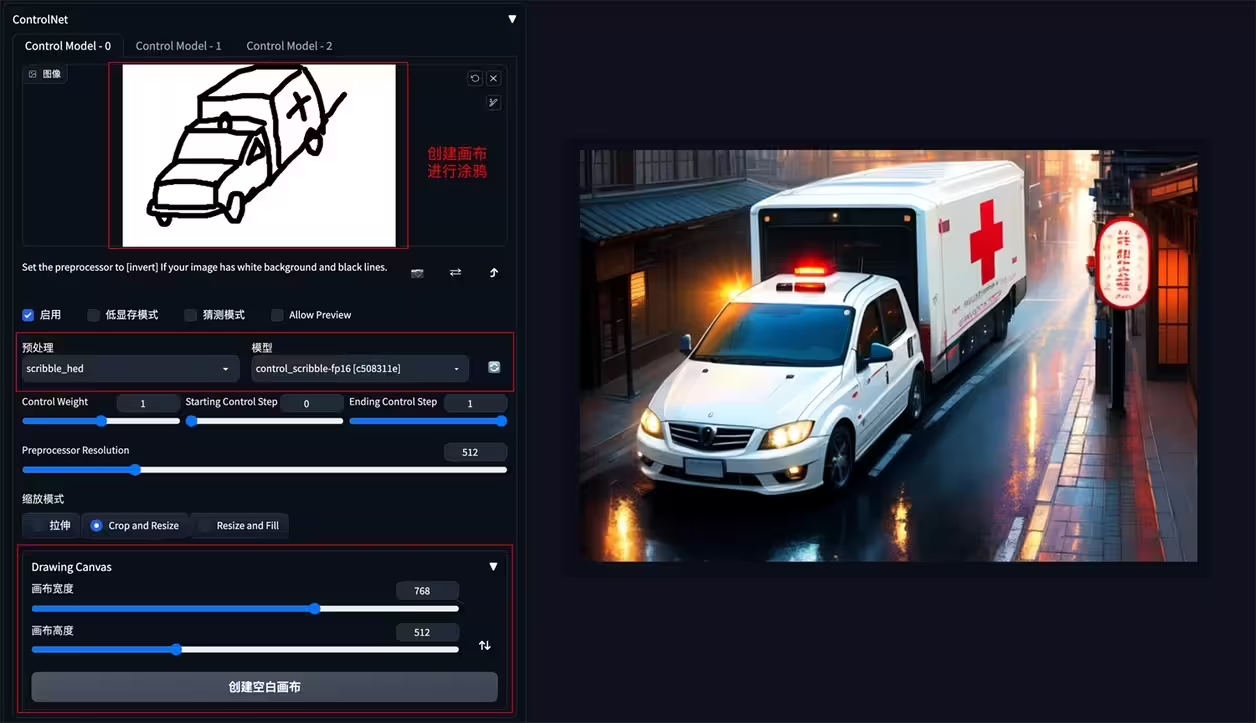 ControlNet
Control Model - 0
Control Model - 1
Control Model - 2
图像
创建画布
进行涂鸦
Set the preprocessor to [invert] If your image has white background and black lines.
启用
低显存模式
猜测模式
Allow Preview
预处理
模型
scribble_hed
control_scribble-fp16 [c508311e]
Control Weight
1
Starting Control Step
0
Ending Control Step
1
Preprocessor Resolution
512
缩放模式
拉伸
Crop and Resize
Resize and Fill
Drawing Canvas
画布宽度
768
画布高度
512
创建空白画布